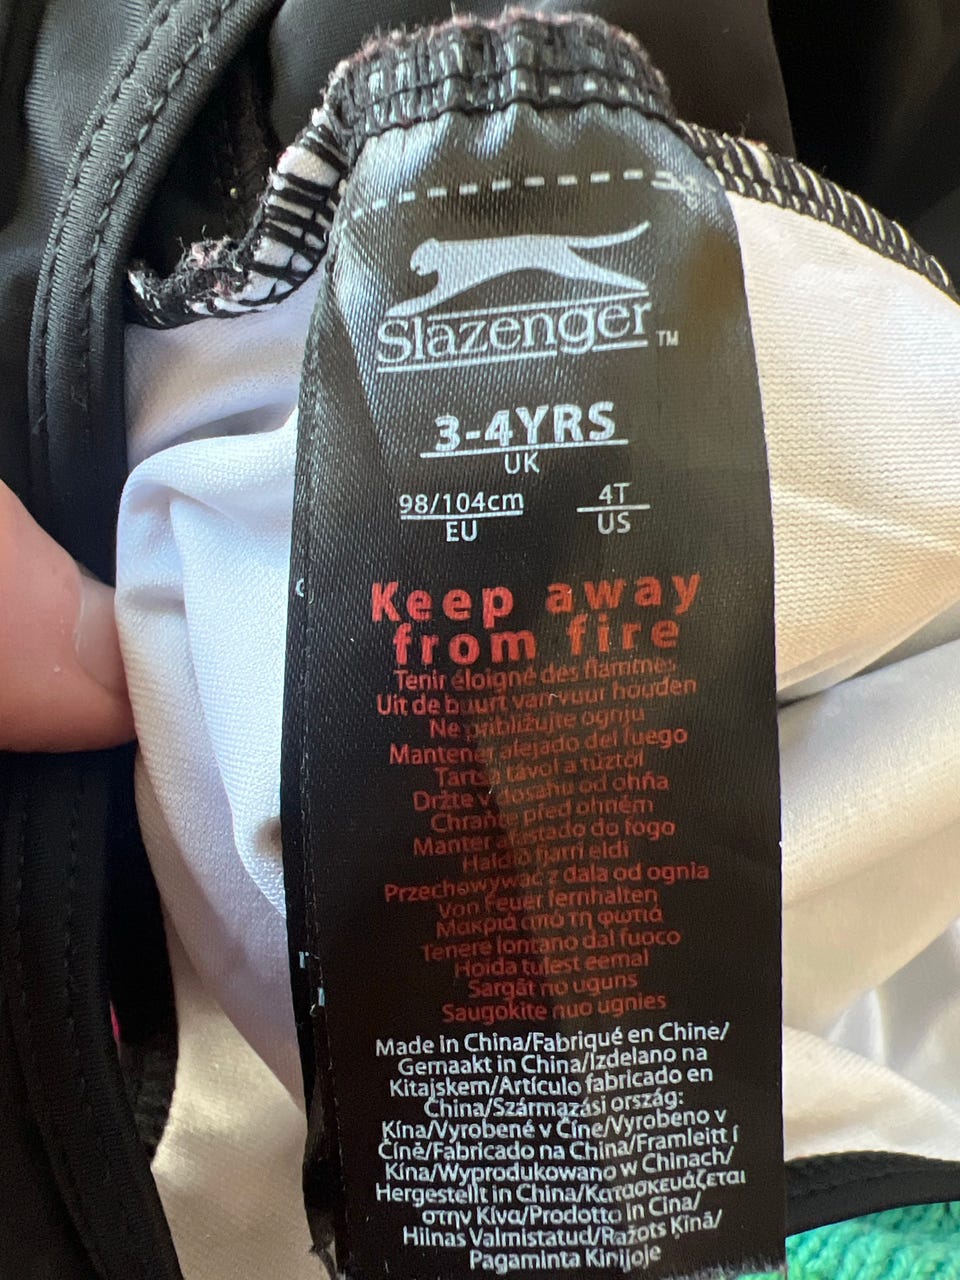 Slazenger™
3-4YRS
UK
98/104cm
EU
4T
US
Keep away
from fire
Tenir éloigné des flammes
Uit de buurt van vuur houden
Ne približujte ognju
Mantener alejado del fuego
Tartsa távol a tűztől
Držte v dosahu od ohňa
Chraňte před ohněm
Manter afastado do fogo
Haldið fjarri eldi
Przechowywać z dala od ognia
Von Feuer fernhalten
Μακριά από τη φωτιά
Tenere lontano dal fuoco
Hoida tulest eemal
Sargāt no uguns
Saugokite nuo ugnies
Made in China/Fabriqué en Chine/
Gemaakt in China/Izdelano na
Kitajskem/Artículo fabricado en
China/Származási ország:
Kína/Vyrobené v Číne/Vyrobeno v
Číně/Fabricado na China/Framleitt í
Kína/Wyprodukowano w Chinach/
Hergestellt in China/Κατασκευάζεται
στην Κίνα/Prodotto in Cina/
Hiinas Valmistatud/Ražots Ķīnā/
Pagaminta Kinijoje